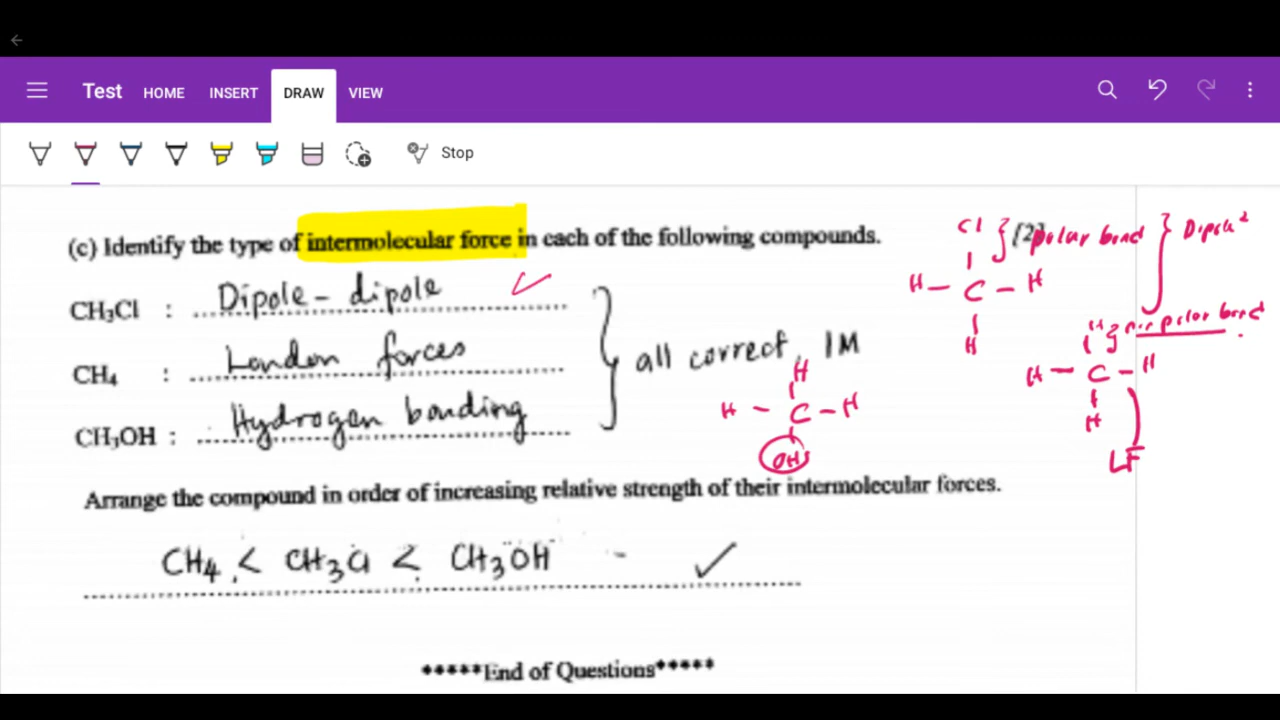 Test HOME INSERT DRAW VIEW
Stop
(c) Identify the type of intermolecular force in each of the following compounds. [2]
CH₃Cl : Dipole - dipole
CH₄ : London forces
CH₃OH : Hydrogen bonding
all correct, 1M
Arrange the compound in order of increasing relative strength of their intermolecular forces.
CH₄ < CH₃Cl < CH₃OH
*****End of Questions*****
Cl
polar bond
Dipole²
H - C - H
H
H
polar bond
H - C - H
H
LF
H
H - C - H
OH